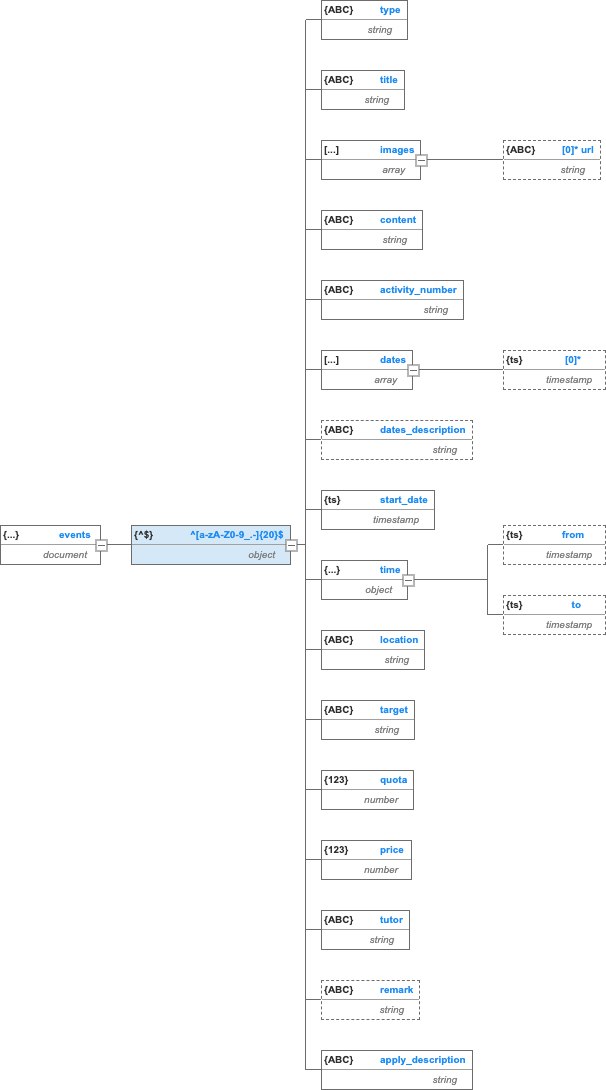 {ABC} type
string
{ABC} title
string
[...] images
array
{ABC} [0]* url
string
{ABC} content
string
{ABC} activity_number
string
[...] dates
array
{ts} [0]*
timestamp
{ABC} dates_description
string
{ts} start_date
timestamp
{...} events
document
{^$} ^[a-zA-Z0-9_.-]{20}$
object
{...} time
object
{ts} from
timestamp
{ts} to
timestamp
{ABC} location
string
{ABC} target
string
{123} quota
number
{123} price
number
{ABC} tutor
string
{ABC} remark
string
{ABC} apply_description
string